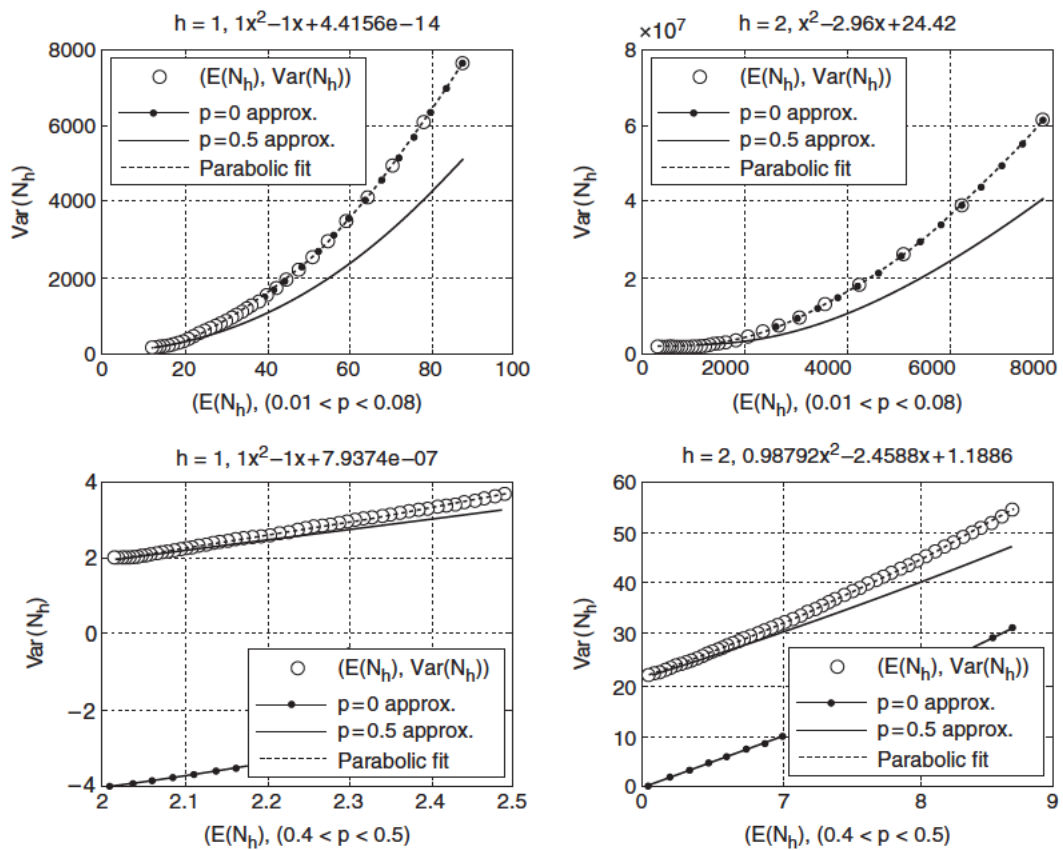 h = 1, 1x²−1x+4.4156e−14
8000
6000
4000
2000
0
Var(N_h)
(E(N_h), Var(N_h))
p=0 approx.
p=0.5 approx.
Parabolic fit
0 20 40 60 80 100
(E(N_h), (0.01 < p < 0.08)
h = 2, x²−2.96x+24.42
×10⁷
8
6
4
2
0
Var(N_h)
(E(N_h), Var(N_h))
p=0 approx.
p=0.5 approx.
Parabolic fit
0 2000 4000 6000 8000
(E(N_h), (0.01 < p < 0.08)
h = 1, 1x²−1x+7.9374e−07
4
2
0
−2
−4
Var(N_h)
(E(N_h), Var(N_h))
p=0 approx.
p=0.5 approx.
Parabolic fit
2 2.1 2.2 2.3 2.4 2.5
(E(N_h), (0.4 < p < 0.5)
h = 2, 0.98792x²−2.4588x+1.1886
60
50
40
30
20
10
0
Var(N_h)
(E(N_h), Var(N_h))
p=0 approx.
p=0.5 approx.
Parabolic fit
6 7 8 9
(E(N_h), (0.4 < p < 0.5)